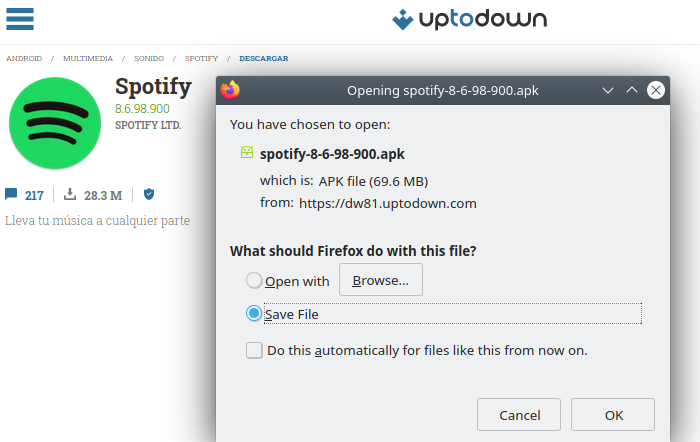 uptodown
ANDROID / MULTIMEDIA / SONIDO / SPOTIFY / DESCARGAR
Spotify
8.6.98.900
SPOTIFY LTD.
217 28.3 M
Lleva tu música a cualquier parte
Opening spotify-8-6-98-900.apk
You have chosen to open:
spotify-8-6-98-900.apk
which is: APK file (69.6 MB)
from: https://dw81.uptodown.com
What should Firefox do with this file?
Open with Browse...
Save File
Do this automatically for files like this from now on.
Cancel OK